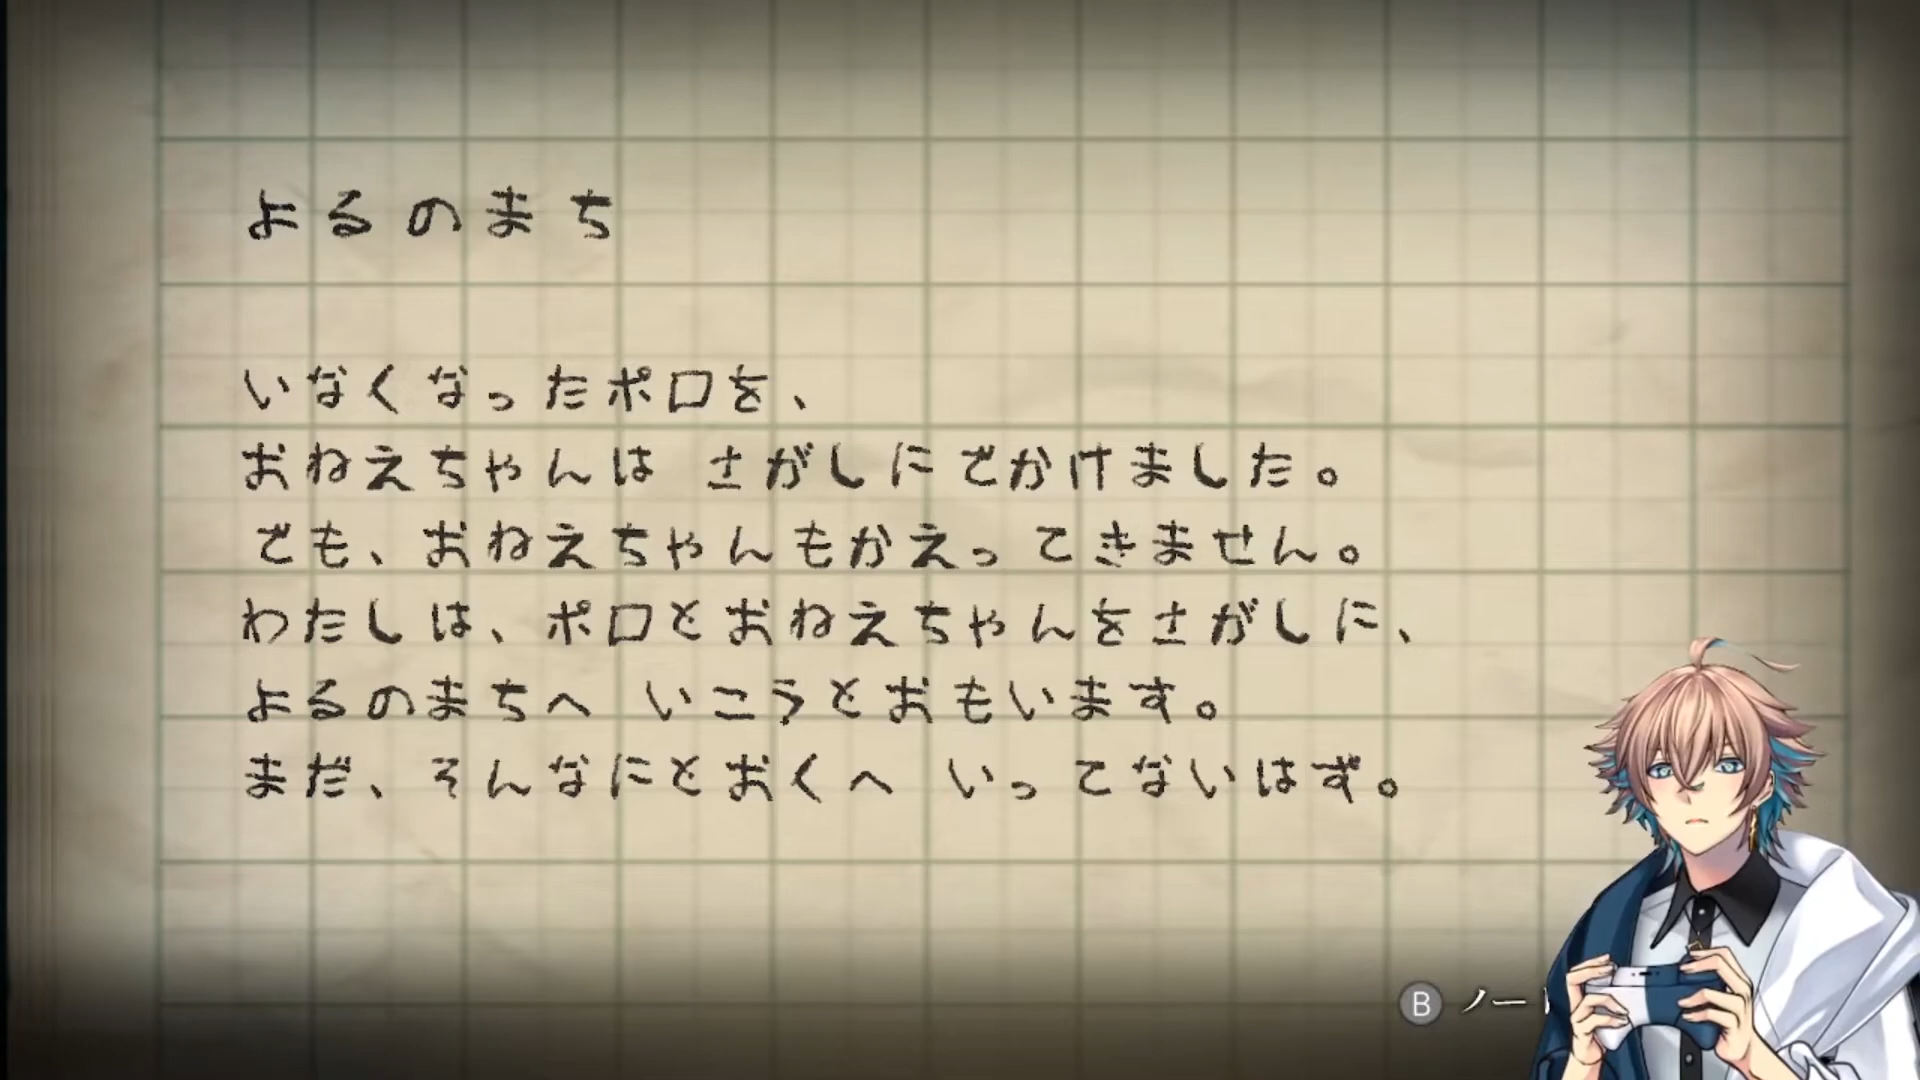 よるのまち
いなくなったポロを、
おねえちゃんは さがしにでかけました。
でも、おねえちゃんもかえってきません。
わたしは、ポロとおねえちゃんをさがしに、
よるのまちへ いこうとおもいます。
まだ、そんなにとおくへ いってないはず。
B ノー